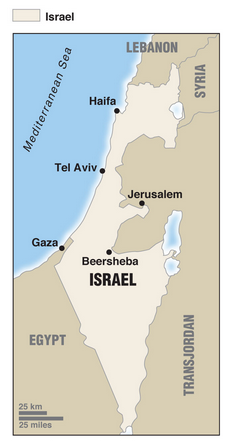 Israel
LEBANON
SYRIA
Mediterranean Sea
Haifa
Tel Aviv
Jerusalem
Gaza
Beersheba
ISRAEL
EGYPT
TRANSJORDAN
25 km
25 miles